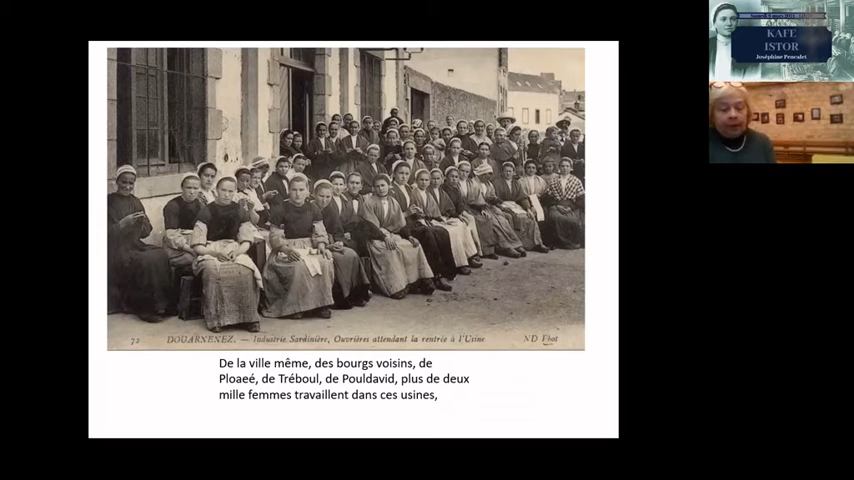 72 DOUARNENEZ. — Industrie Sardinière, Ouvrières attendant la rentrée à l'Usine ND Phot
De la ville même, des bourgs voisins, de
Ploaeé, de Tréboul, de Pouldavid, plus de deux
mille femmes travaillent dans ces usines,
KAFE
ISTOR
Joséphine Pencalet